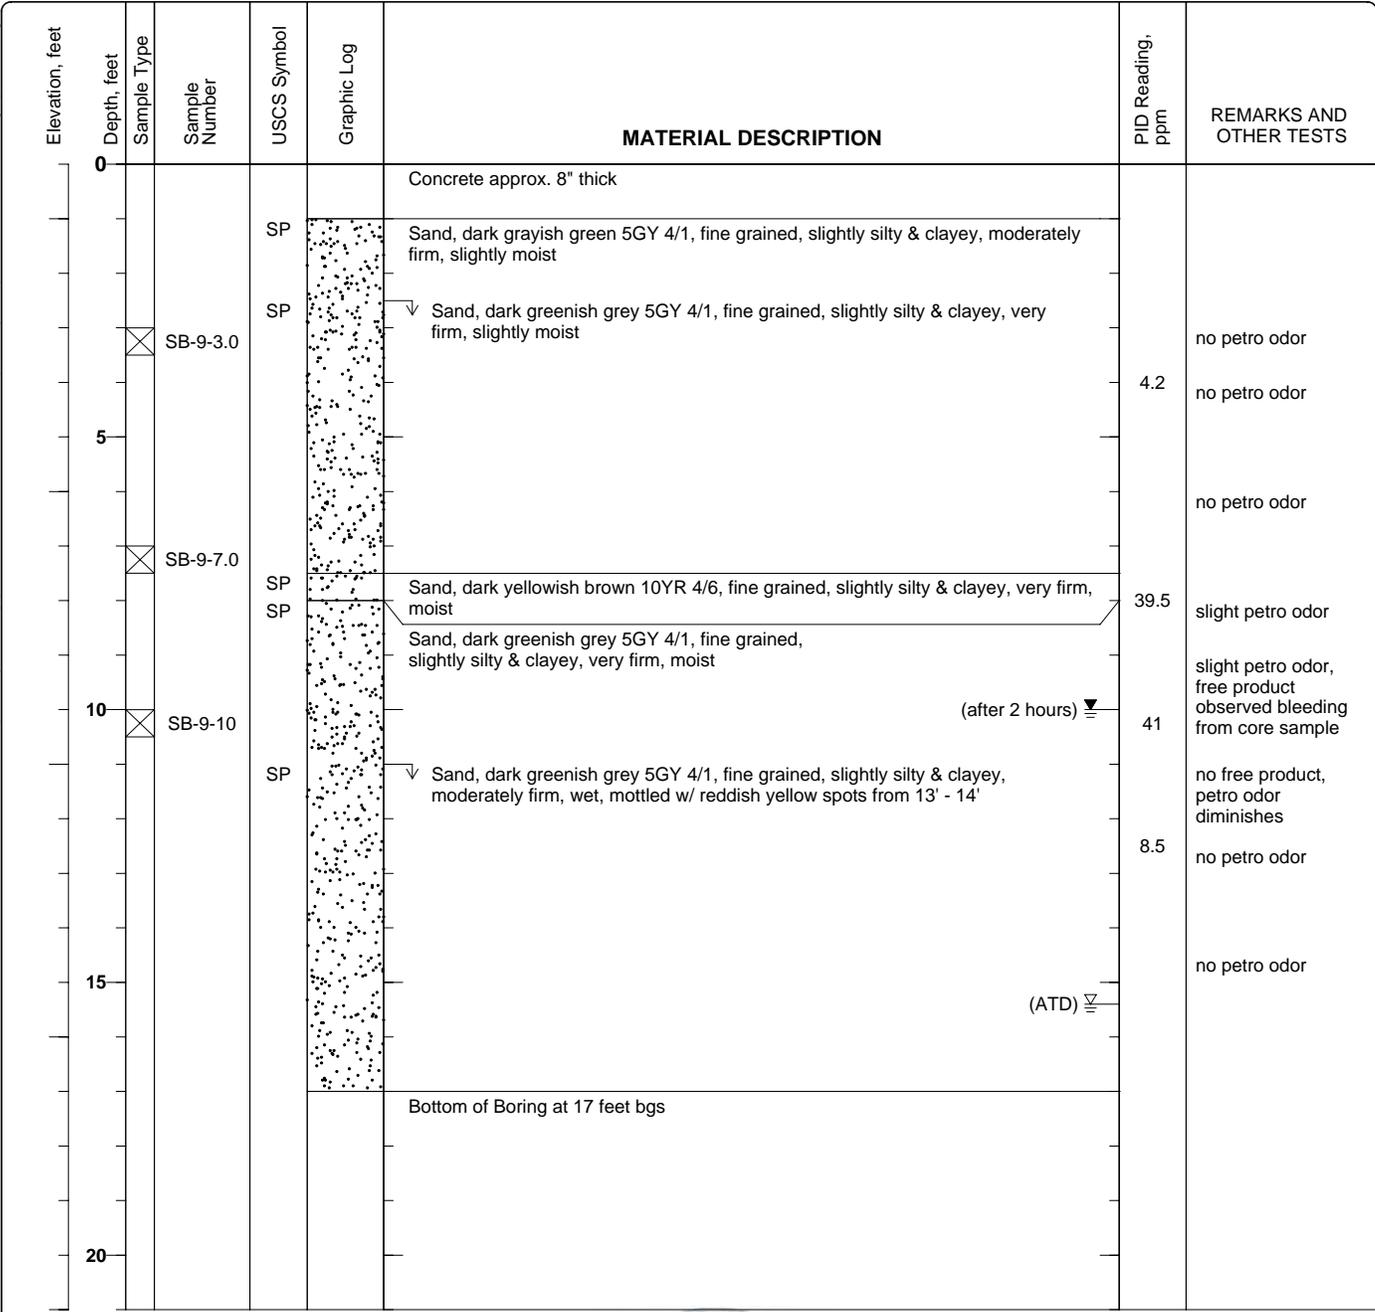 Elevation, feet
Depth, feet
Sample Type
Sample
Number
USCS Symbol
Graphic Log
MATERIAL DESCRIPTION
PID Reading,
ppm
REMARKS AND
OTHER TESTS
0
Concrete approx. 8" thick
SP
Sand, dark grayish green 5GY 4/1, fine grained, slightly silty & clayey, moderately
firm, slightly moist
SP
Sand, dark greenish grey 5GY 4/1, fine grained, slightly silty & clayey, very
firm, slightly moist
SB-9-3.0
no petro odor
4.2
no petro odor
5
no petro odor
SB-9-7.0
SP
Sand, dark yellowish brown 10YR 4/6, fine grained, slightly silty & clayey, very firm,
moist
39.5
SP
slight petro odor
Sand, dark greenish grey 5GY 4/1, fine grained,
slightly silty & clayey, very firm, moist
slight petro odor,
free product
observed bleeding
from core sample
10
(after 2 hours)
SB-9-10
41
SP
Sand, dark greenish grey 5GY 4/1, fine grained, slightly silty & clayey,
moderately firm, wet, mottled w/ reddish yellow spots from 13' - 14'
no free product,
petro odor
diminishes
8.5
no petro odor
no petro odor
15
(ATD)
Bottom of Boring at 17 feet bgs
20